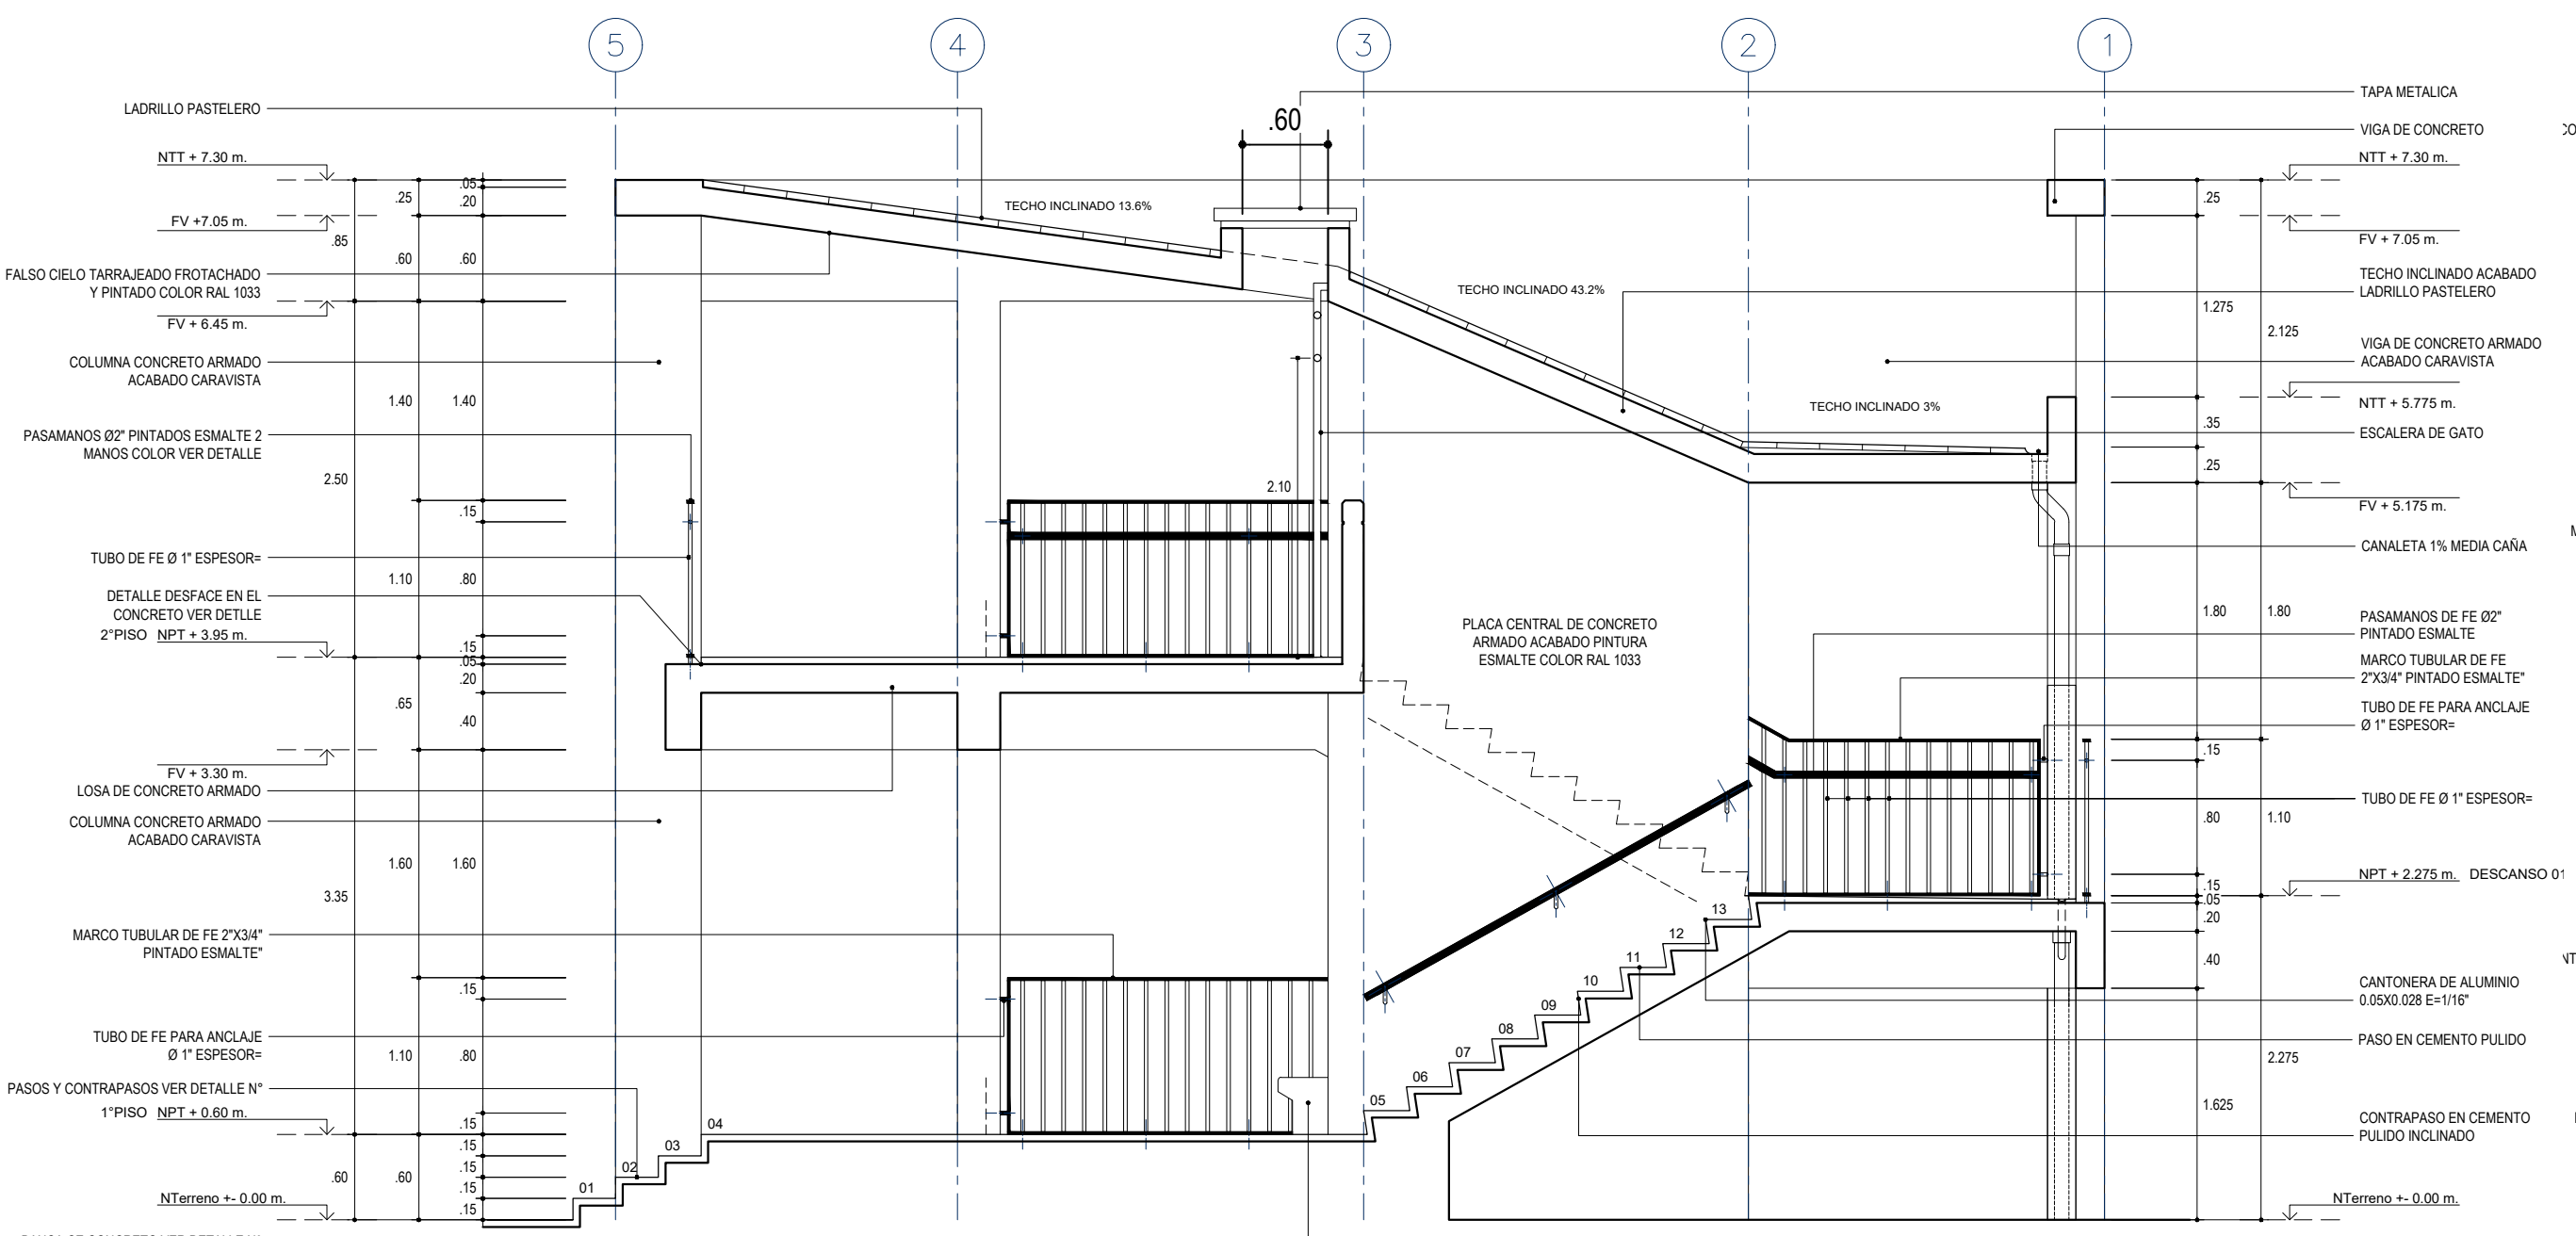 5
4
3
2
1
LADRILLO PASTELERO
NTT + 7.30 m.
FV +7.05 m.
FALSO CIELO TARRAJEADO FROTACHADO
Y PINTADO COLOR RAL 1033
FV + 6.45 m.
COLUMNA CONCRETO ARMADO
ACABADO CARAVISTA
PASAMANOS Ø2" PINTADOS ESMALTE 2
MANOS COLOR VER DETALLE
TUBO DE FE Ø 1" ESPESOR=
DETALLE DESFACE EN EL
CONCRETO VER DETLLE
2°PISO NPT + 3.95 m.
FV + 3.30 m.
LOSA DE CONCRETO ARMADO
COLUMNA CONCRETO ARMADO
ACABADO CARAVISTA
MARCO TUBULAR DE FE 2"X3/4"
PINTADO ESMALTE"
TUBO DE FE PARA ANCLAJE
Ø 1" ESPESOR=
PASOS Y CONTRAPASOS VER DETALLE N°
1°PISO NPT + 0.60 m.
NTerreno +- 0.00 m.
.85
2.50
3.35
.60
.25
.60
1.40
1.10
.65
1.60
1.10
.60
.05
.20
.60
1.40
.15
.80
.15
.05
.20
.40
1.60
.15
.80
.15
.15
.15
.15
.15
.60
TECHO INCLINADO 13.6%
TECHO INCLINADO 43.2%
TECHO INCLINADO 3%
2.10
PLACA CENTRAL DE CONCRETO
ARMADO ACABADO PINTURA
ESMALTE COLOR RAL 1033
01
02
03
04
05
06
07
08
09
10
11
12
13
.25
1.275
.35
.25
1.80
.15
.80
.15
.05
.20
.40
1.625
2.125
1.80
1.10
2.275
TAPA METALICA
VIGA DE CONCRETO
NTT + 7.30 m.
FV + 7.05 m.
TECHO INCLINADO ACABADO
LADRILLO PASTELERO
VIGA DE CONCRETO ARMADO
ACABADO CARAVISTA
NTT + 5.775 m.
ESCALERA DE GATO
FV + 5.175 m.
CANALETA 1% MEDIA CAÑA
PASAMANOS DE FE Ø2"
PINTADO ESMALTE
MARCO TUBULAR DE FE
2"X3/4" PINTADO ESMALTE"
TUBO DE FE PARA ANCLAJE
Ø 1" ESPESOR=
TUBO DE FE Ø 1" ESPESOR=
NPT + 2.275 m. DESCANSO 01
CANTONERA DE ALUMINIO
0.05X0.028 E=1/16"
PASO EN CEMENTO PULIDO
CONTRAPASO EN CEMENTO
PULIDO INCLINADO
NTerreno +- 0.00 m.